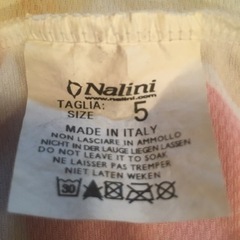 Nalini
www.nalini.com
TAGLIA: 5
SIZE
MADE IN ITALY
NON LASCIARE IN AMMOLLO
NICHT IN DER LAUGE LIEGEN LASSEN
DO NOT LEAVE IT TO SOAK
NE LAISSER PAS TREMPER
NIET LATEN WEKEN
30